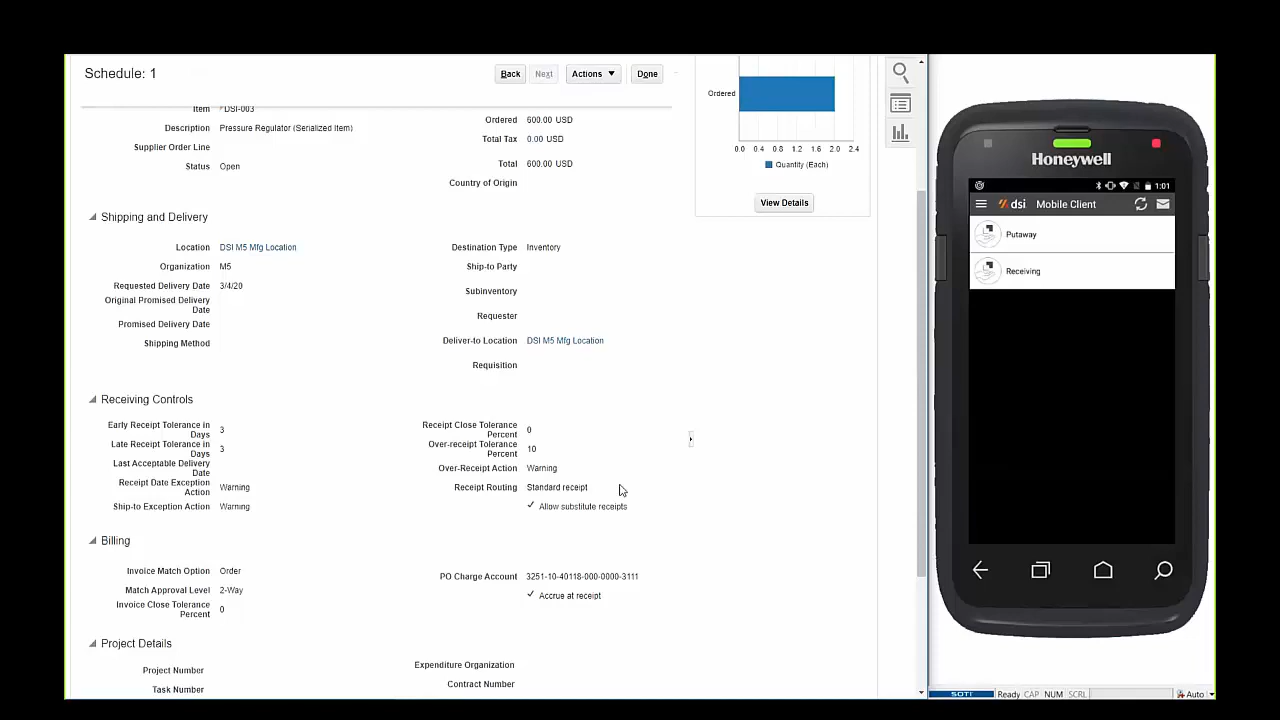 Schedule: 1
Back Next Actions Done
Item DSI-003
Description Pressure Regulator (Serialized Item)
Supplier Order Line
Status Open
Ordered 600.00 USD
Total Tax 0.00 USD
Total 600.00 USD
Country of Origin
Ordered
0.0 0.4 0.8 1.2 1.6 2.0 2.4
Quantity (Each)
View Details
Shipping and Delivery
Location DSI M5 Mfg Location
Organization M5
Requested Delivery Date 3/4/20
Original Promised Delivery
Date
Promised Delivery Date
Shipping Method
Destination Type Inventory
Ship-to Party
Subinventory
Requester
Deliver-to Location DSI M5 Mfg Location
Requisition
Receiving Controls
Early Receipt Tolerance in
Days 3
Late Receipt Tolerance in
Days 3
Last Acceptable Delivery
Date
Receipt Date Exception
Action Warning
Ship-to Exception Action Warning
Receipt Close Tolerance
Percent 0
Over-receipt Tolerance
Percent 10
Over-Receipt Action Warning
Receipt Routing Standard receipt
Allow substitute receipts
Billing
Invoice Match Option Order
Match Approval Level 2-Way
Invoice Close Tolerance
Percent 0
PO Charge Account 3251-10-40118-000-0000-3111
Accrue at receipt
Project Details
Project Number
Task Number
Expenditure Organization
Contract Number
Honeywell
1:01
dsi Mobile Client
Putaway
Receiving
SOTI Ready CAP NUM SCRL Auto